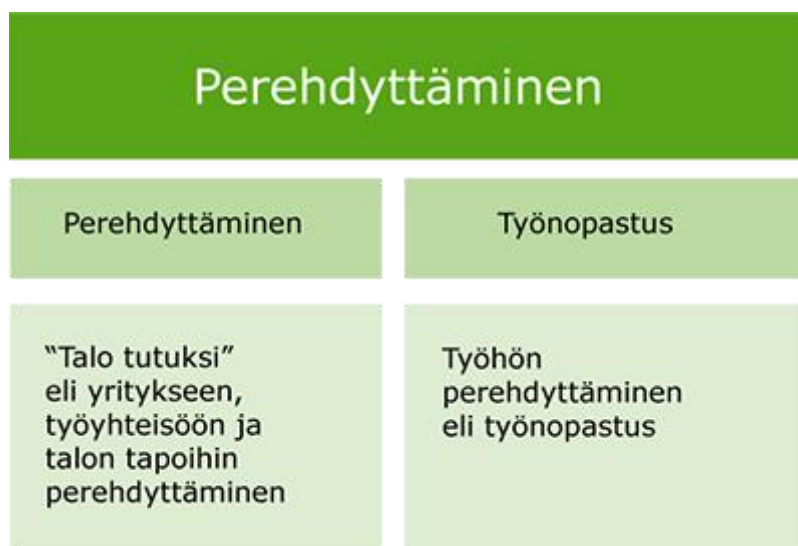 Perehdyttäminen
Perehdyttäminen
Työnopastus
“Talo tutuksi”
eli yritykseen,
työyhteisöön ja
talon tapoihin
perehdyttäminen
Työhön
perehdyttäminen
eli työnopastus